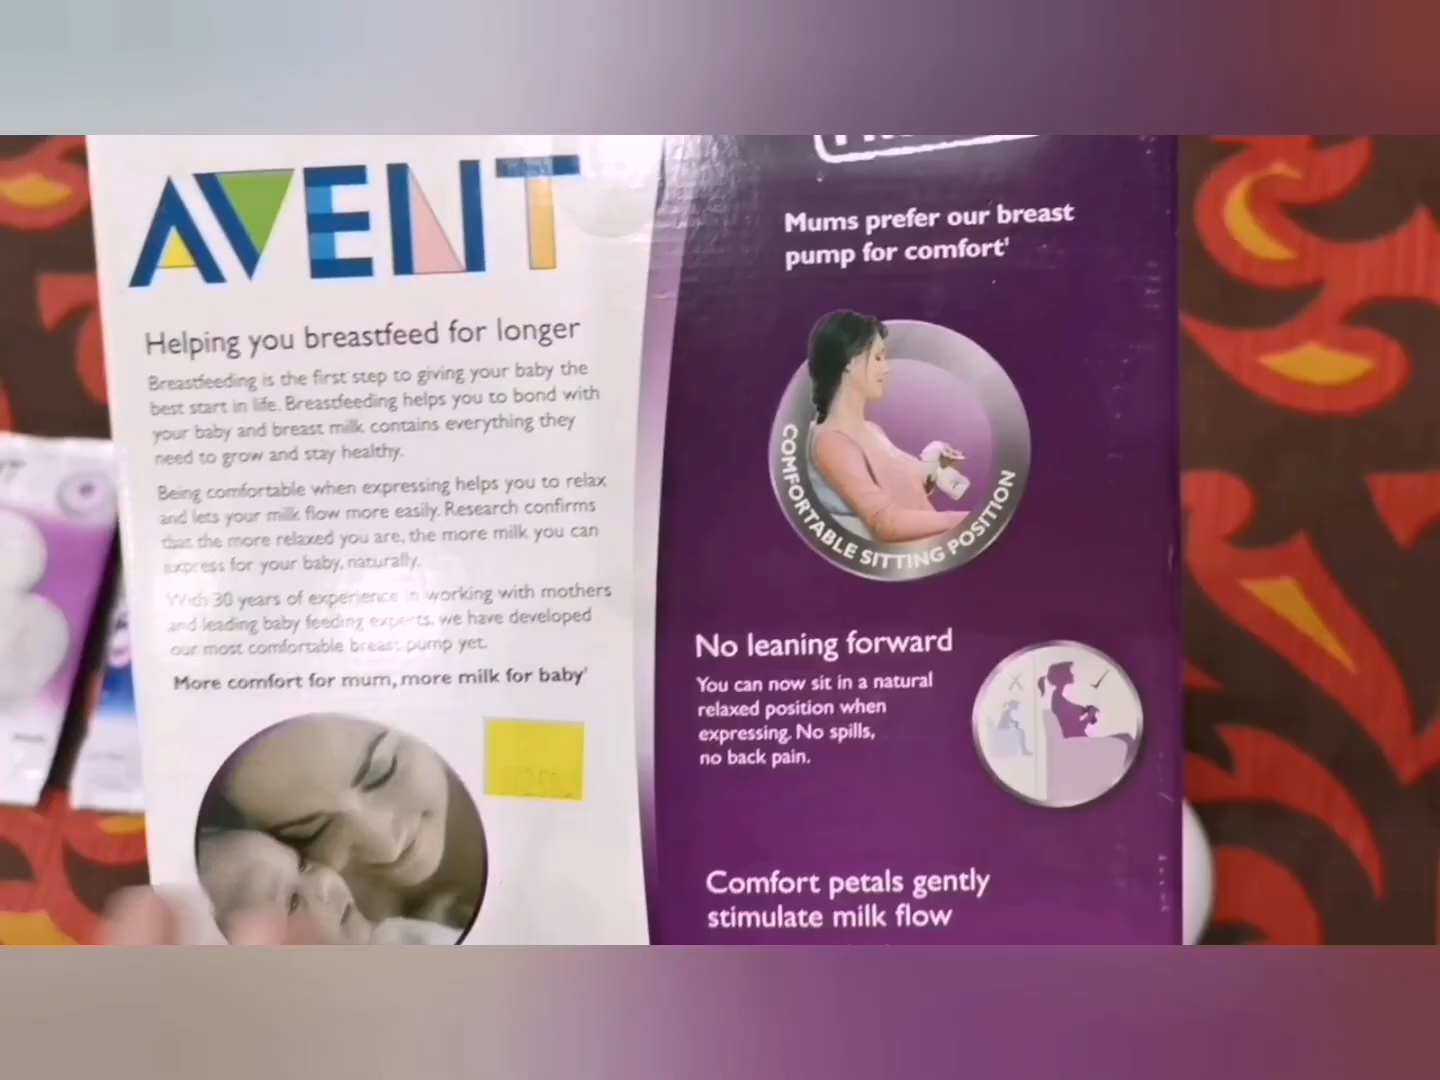 AVENT
Helping you breastfeed for longer
Breastfeeding is the first step to giving your baby the
best start in life. Breastfeeding helps you to bond with
your baby and breast milk contains everything they
need to grow and stay healthy.
Being comfortable when expressing helps you to relax
and lets your milk flow more easily. Research confirms
that the more relaxed you are, the more milk you can
express for your baby, naturally.
With 30 years of experience in working with mothers
and leading baby feeding experts, we have developed
our most comfortable breast pump yet.
More comfort for mum, more milk for baby¹
Mums prefer our breast
pump for comfort¹
COMFORTABLE SITTING POSITION
No leaning forward
You can now sit in a natural
relaxed position when
expressing. No spills,
no back pain.
Comfort petals gently
stimulate milk flow